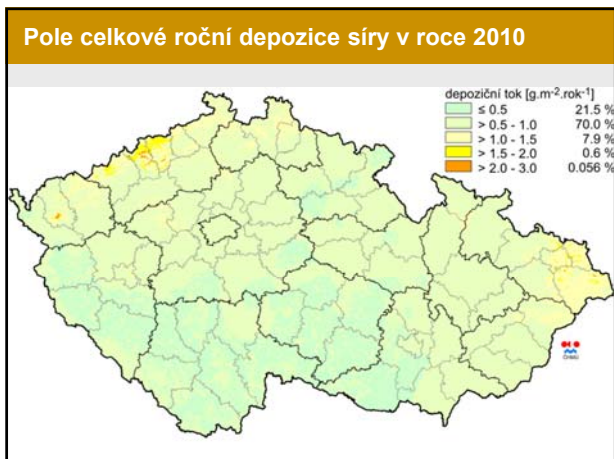 Pole celkové roční depozice síry v roce 2010
depoziční tok [g.m⁻².rok⁻¹]
≤ 0.5 21.5 %
> 0.5 - 1.0 70.0 %
> 1.0 - 1.5 7.9 %
> 1.5 - 2.0 0.6 %
> 2.0 - 3.0 0.056 %
ČHMÚ